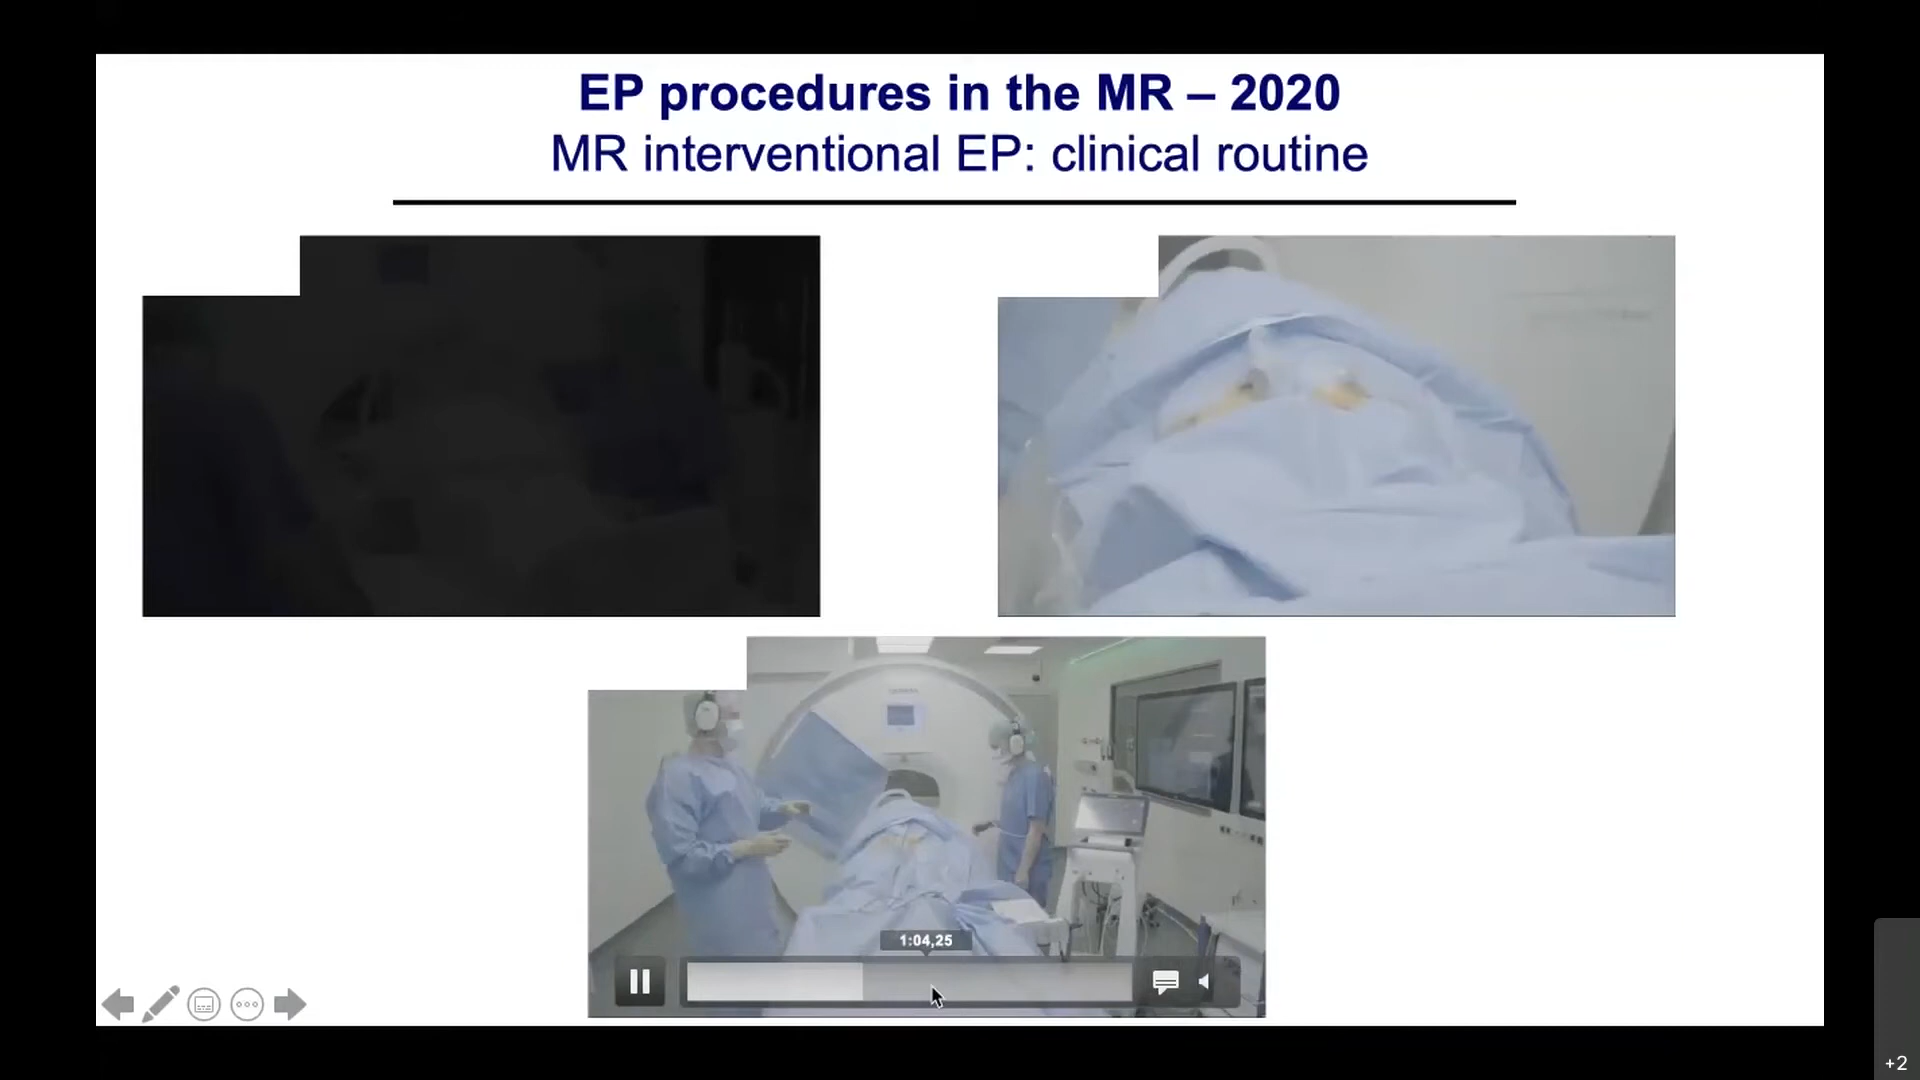 EP procedures in the MR – 2020
MR interventional EP: clinical routine
1:04,25
+2